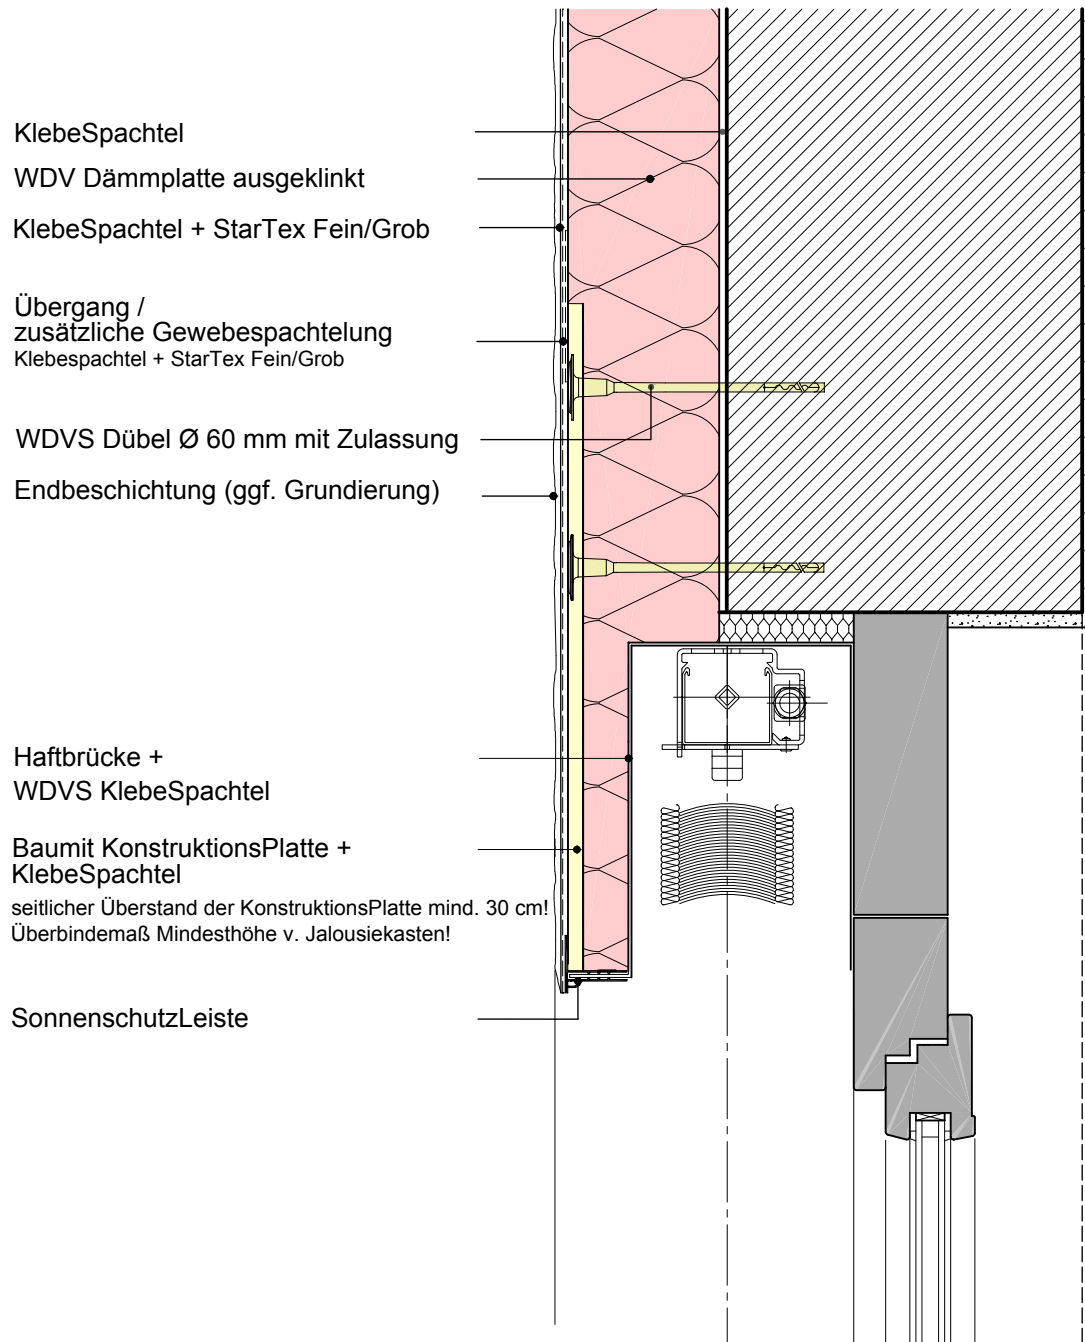 KlebeSpachtel
WDV Dämmplatte ausgeklinkt
KlebeSpachtel + StarTex Fein/Grob
Übergang /
zusätzliche Gewebespachtelung
Klebespachtel + StarTex Fein/Grob
WDVS Dübel Ø 60 mm mit Zulassung
Endbeschichtung (ggf. Grundierung)
Haftbrücke +
WDVS KlebeSpachtel
Baumit KonstruktionsPlatte +
KlebeSpachtel
seitlicher Überstand der KonstruktionsPlatte mind. 30 cm!
Überbindemaß Mindesthöhe v. Jalousiekasten!
SonnenschutzLeiste